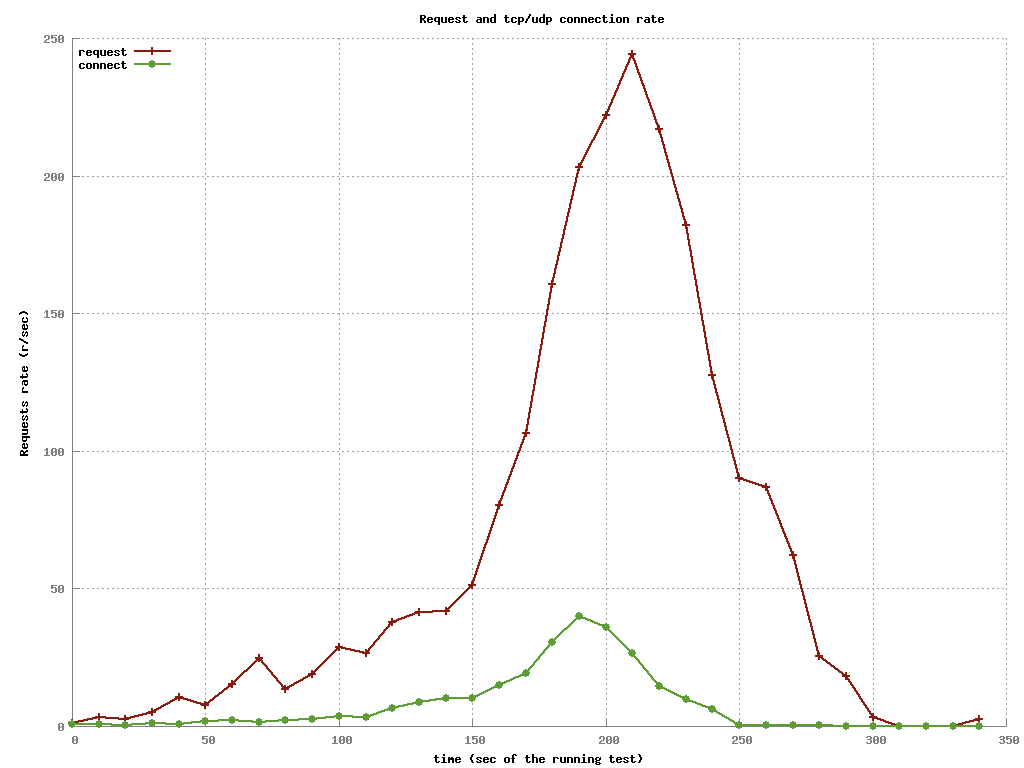 Request and tcp/udp connection rate
250
request
connect
200
150
Requests rate (r/sec)
100
50
0
0 50 100 150 200 250 300 350
time (sec of the running test)